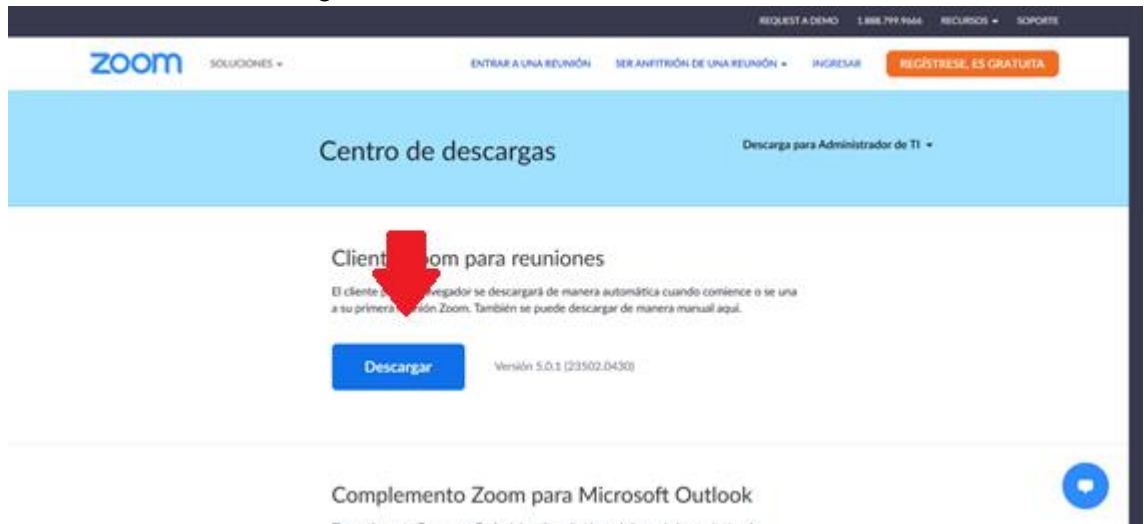 REQUEST A DEMO 1.888.799.9666 RECURSOS SOPORTE
zoom SOLUCIONES ENTRAR A UNA REUNIÓN SER ANFITRIÓN DE UNA REUNIÓN INGRESAR REGÍSTRESE, ES GRATUITA
Centro de descargas Descarga para Administrador de TI
Client oom para reuniones
El cliente vegador se descargará de manera automática cuando comience o se una
a su primera ión Zoom. También se puede descargar de manera manual aquí.
Descargar Versión 5.0.1 (23502.0430)
Complemento Zoom para Microsoft Outlook